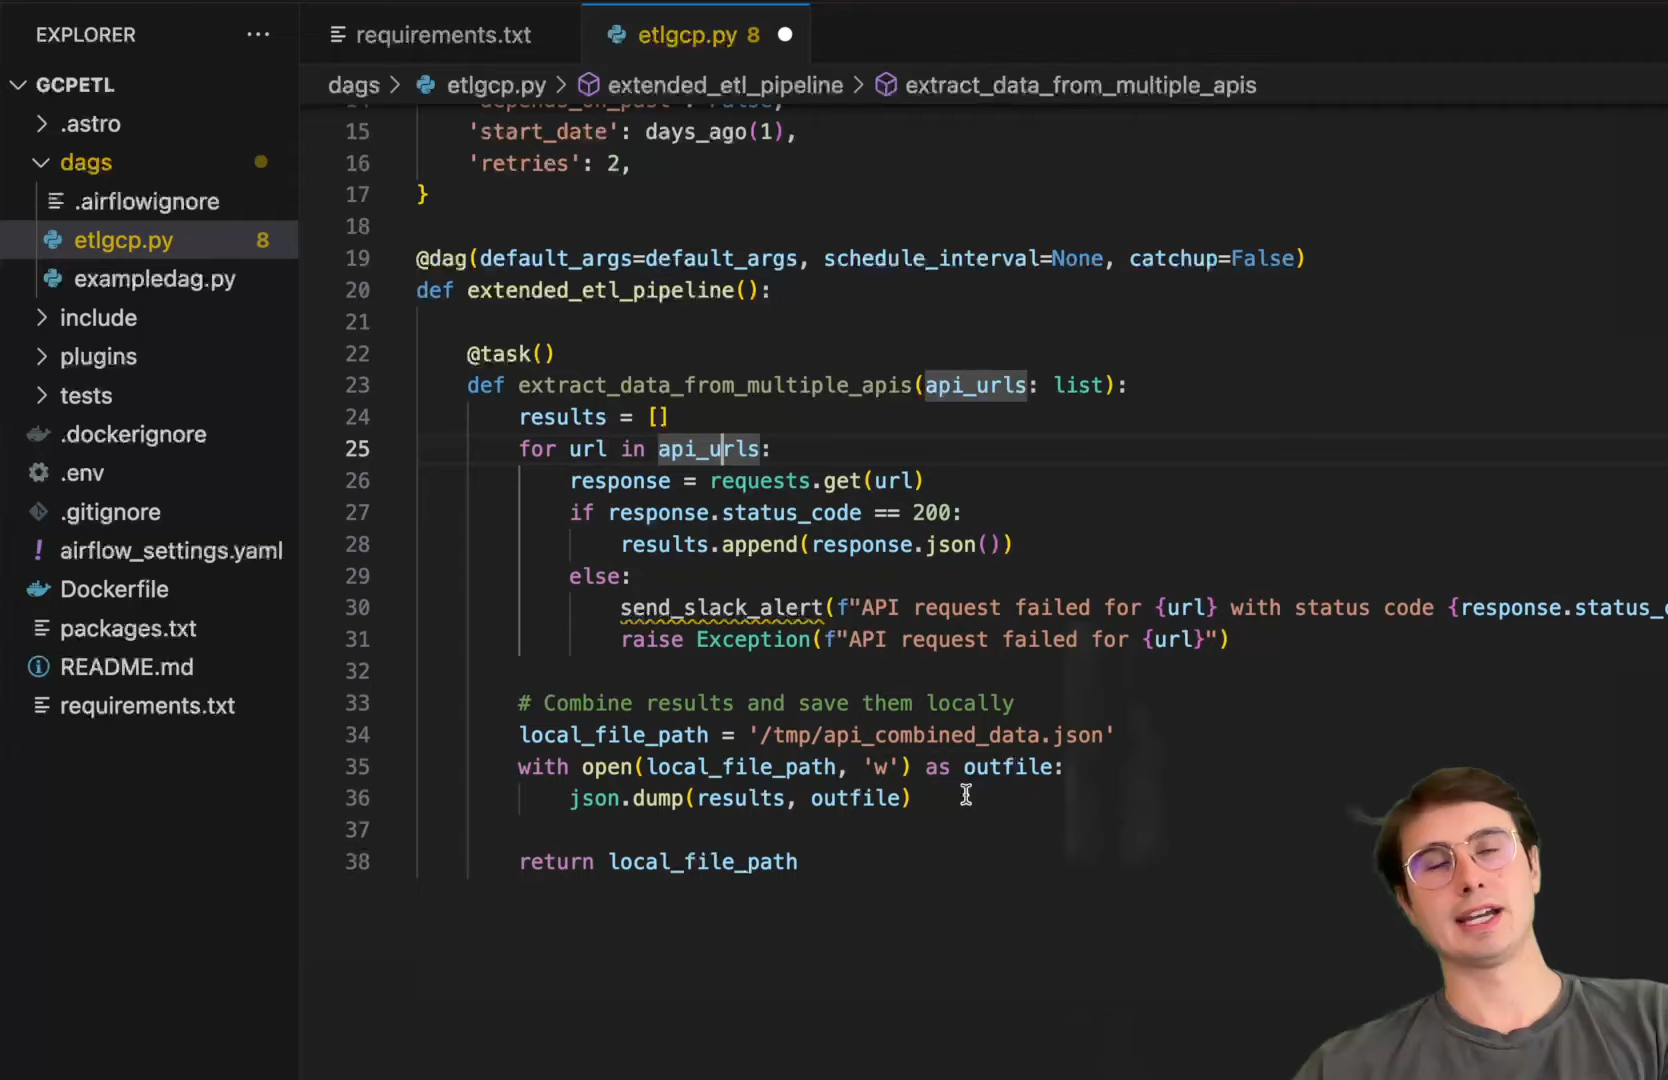 EXPLORER ...
requirements.txt
etlgcp.py 8
GCPETL
.astro
dags
.airflowignore
etlgcp.py 8
exampledag.py
include
plugins
tests
.dockerignore
.env
.gitignore
! airflow_settings.yaml
Dockerfile
packages.txt
README.md
requirements.txt
dags > etlgcp.py > extended_etl_pipeline > extract_data_from_multiple_apis
14 'depends_on_past': False,
15 'start_date': days_ago(1),
16 'retries': 2,
17 }
18
19 @dag(default_args=default_args, schedule_interval=None, catchup=False)
20 def extended_etl_pipeline():
21
22 @task()
23 def extract_data_from_multiple_apis(api_urls: list):
24 results = []
25 for url in api_urls:
26 response = requests.get(url)
27 if response.status_code == 200:
28 results.append(response.json())
29 else:
30 send_slack_alert(f"API request failed for {url} with status code {response.status_c
31 raise Exception(f"API request failed for {url}")
32
33 # Combine results and save them locally
34 local_file_path = '/tmp/api_combined_data.json'
35 with open(local_file_path, 'w') as outfile:
36 json.dump(results, outfile)
37
38 return local_file_path